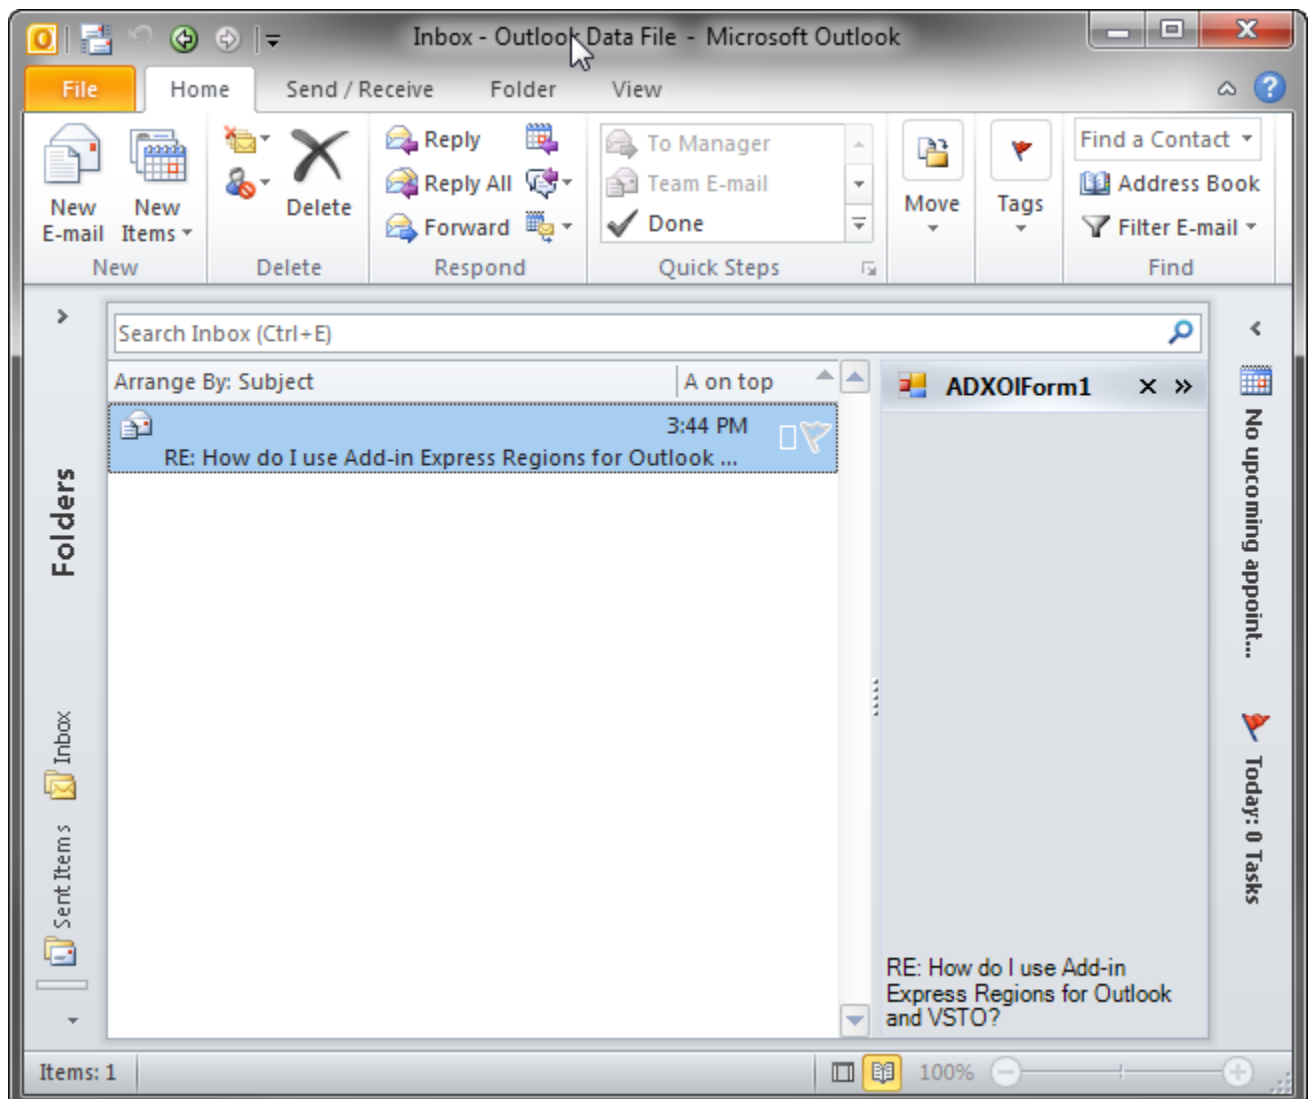 Inbox - Outlook Data File - Microsoft Outlook
File Home Send / Receive Folder View
New E-mail
New Items
Delete
Reply
Reply All
Forward
To Manager
Team E-mail
Done
Move
Tags
Find a Contact
Address Book
Filter E-mail
New Delete Respond Quick Steps Find
Search Inbox (Ctrl+E)
Arrange By: Subject A on top
ADXOlForm1
3:44 PM
RE: How do I use Add-in Express Regions for Outlook ...
Folders
Inbox
Sent Items
RE: How do I use Add-in
Express Regions for Outlook
and VSTO?
No upcoming appoint...
Today: 0 Tasks
Items: 1
100%